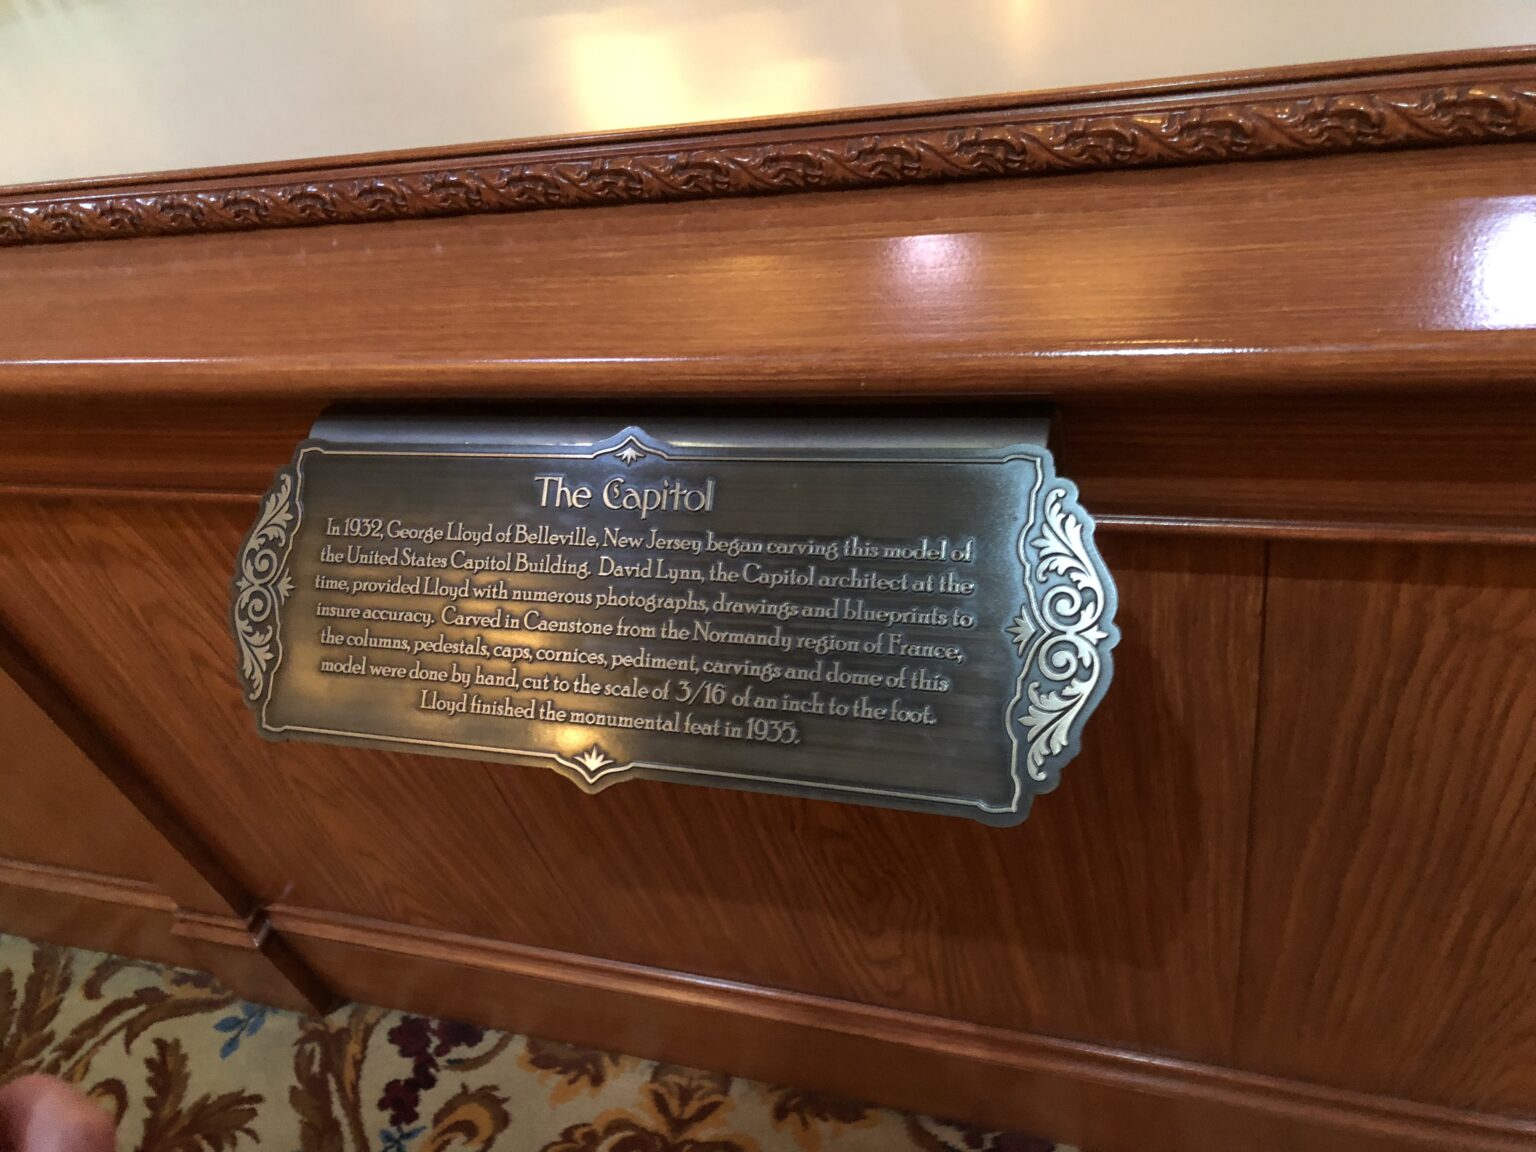 The Capitol
In 1932, George Lloyd of Belleville, New Jersey began carving this model of
the United States Capitol Building. David Lynn, the Capitol architect at the
time, provided Lloyd with numerous photographs, drawings and blueprints to
insure accuracy. Carved in Caenstone from the Normandy region of France,
the columns, pedestals, caps, cornices, pediment, carvings and dome of this
model were done by hand, cut to the scale of 3/16 of an inch to the foot.
Lloyd finished the monumental feat in 1935.